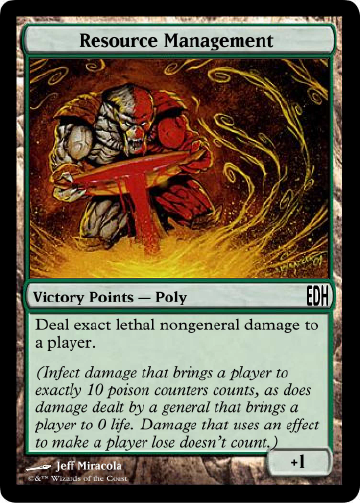 Resource Management
Victory Points — Poly
EDH
Deal exact lethal nongeneral damage to
a player.
(Infect damage that brings a player to
exactly 10 poison counters counts, as does
damage dealt by a general that brings a
player to 0 life. Damage that uses an effect
to make a player lose doesn't count.)
+1
Jeff Miracola
©&™ Wizards of the Coast